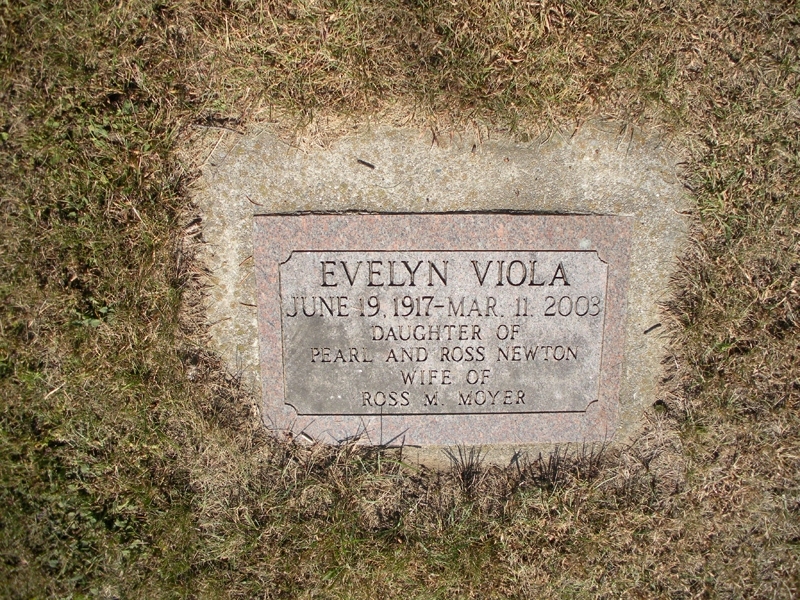 EVELYN VIOLA
JUNE 19, 1917-MAR. 11, 2003
DAUGHTER OF
PEARL AND ROSS NEWTON
WIFE OF
ROSS M. MOYER